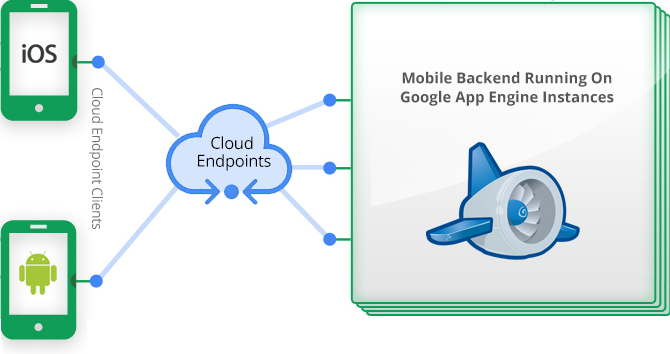 iOS
Cloud Endpoint Clients
Cloud
Endpoints
Mobile Backend Running On
Google App Engine Instances